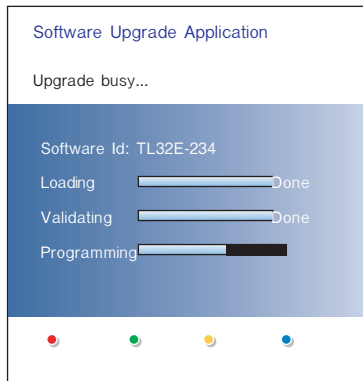 Software Upgrade Application
Upgrade busy...
Software Id: TL32E-234
Loading Done
Validating Done
Programming